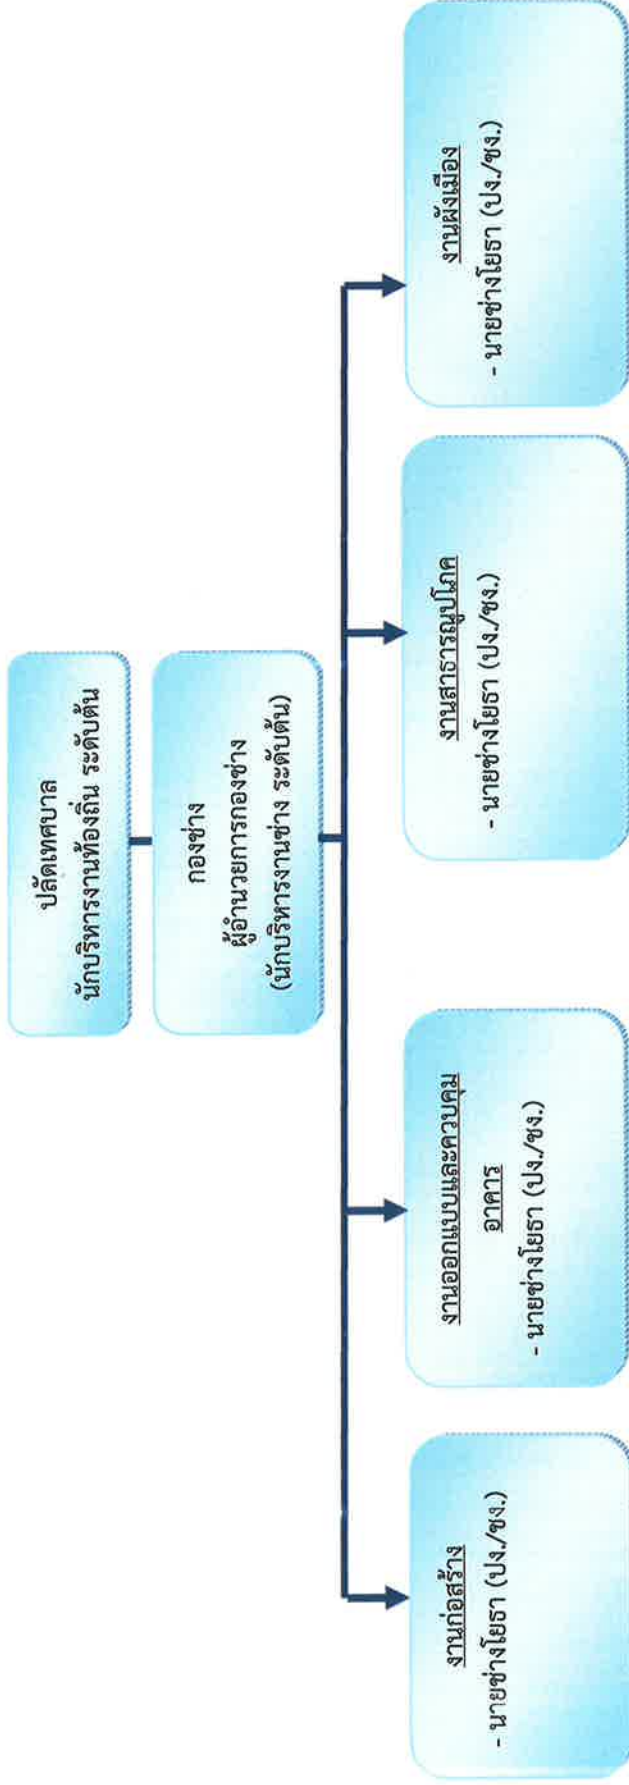 ปลัดเทศบาล
นักบริหารงานท้องถิ่น ระดับต้น
กองช่าง
ผู้อำนวยการกองช่าง
(นักบริหารงานช่าง ระดับต้น)
งานก่อสร้าง
- นายช่างโยธา (ปง./ชง.)
งานออกแบบและควบคุม
อาคาร
- นายช่างโยธา (ปง./ชง.)
งานสาธารณูปโภค
- นายช่างโยธา (ปง./ชง.)
งานผังเมือง
- นายช่างโยธา (ปง./ชง.)